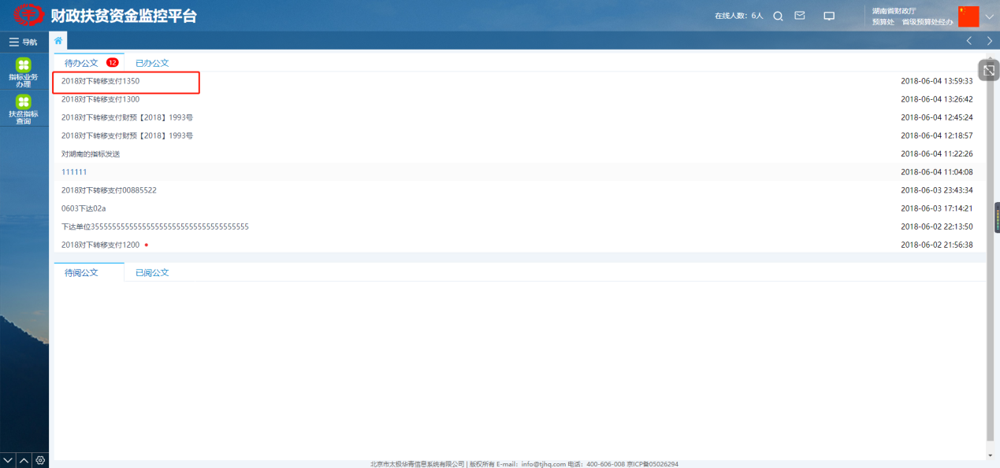 财政扶贫资金监控平台
在线人数：6人
湖南省财政厅
预算处 省级预算处经办
导航
指标业务
办理
扶贫指标
查询
待办公文 12 已办公文
2018对下转移支付1350 2018-06-04 13:59:33
2018对下转移支付1300 2018-06-04 13:26:42
2018对下转移支付财预【2018】1993号 2018-06-04 12:45:24
2018对下转移支付财预【2018】1993号 2018-06-04 12:18:57
对湖南的指标发送 2018-06-04 11:22:26
111111 2018-06-04 11:04:08
2018对下转移支付00885522 2018-06-03 23:43:34
0603下达02a 2018-06-03 17:14:21
下达单位3555555555555555555555555555555555555 2018-06-02 22:13:50
2018对下转移支付1200 2018-06-02 21:56:38
待阅公文 已阅公文
北京市太极华青信息系统有限公司 | 版权所有 E-mail：info@tjhq.com 电话：400-606-008 京ICP备05026294